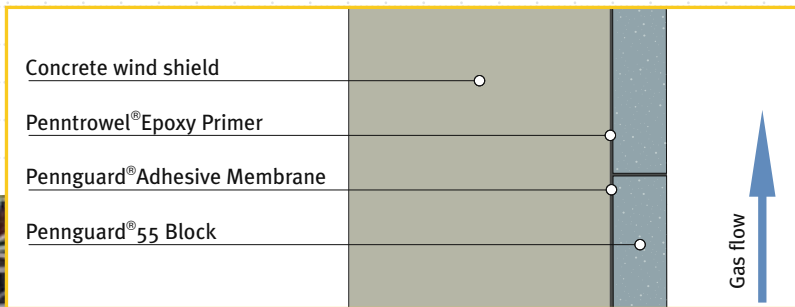 Concrete wind shield
Penntrowel®Epoxy Primer
Pennguard®Adhesive Membrane
Pennguard®55 Block
Gas flow